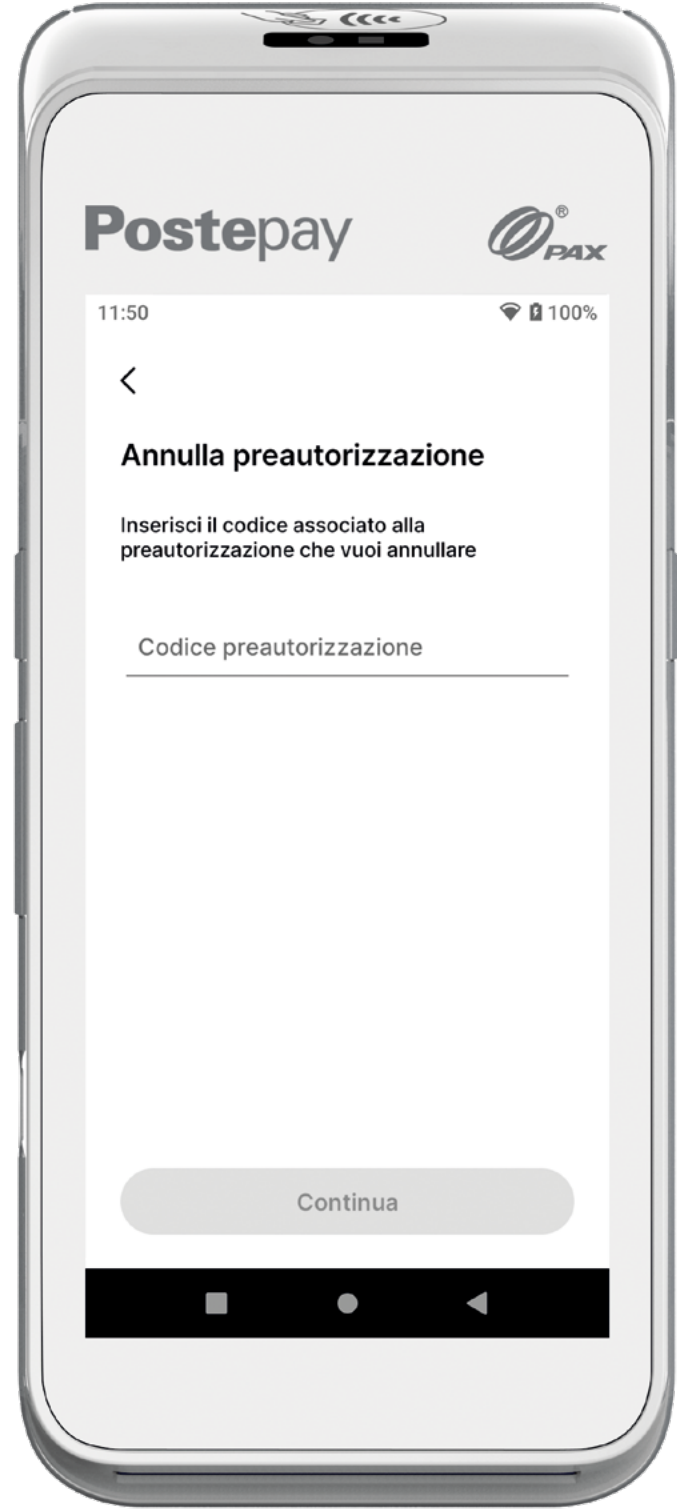 Postepay
PAX®
11:50 100%
Annulla preautorizzazione
Inserisci il codice associato alla
preautorizzazione che vuoi annullare
Codice preautorizzazione
Continua